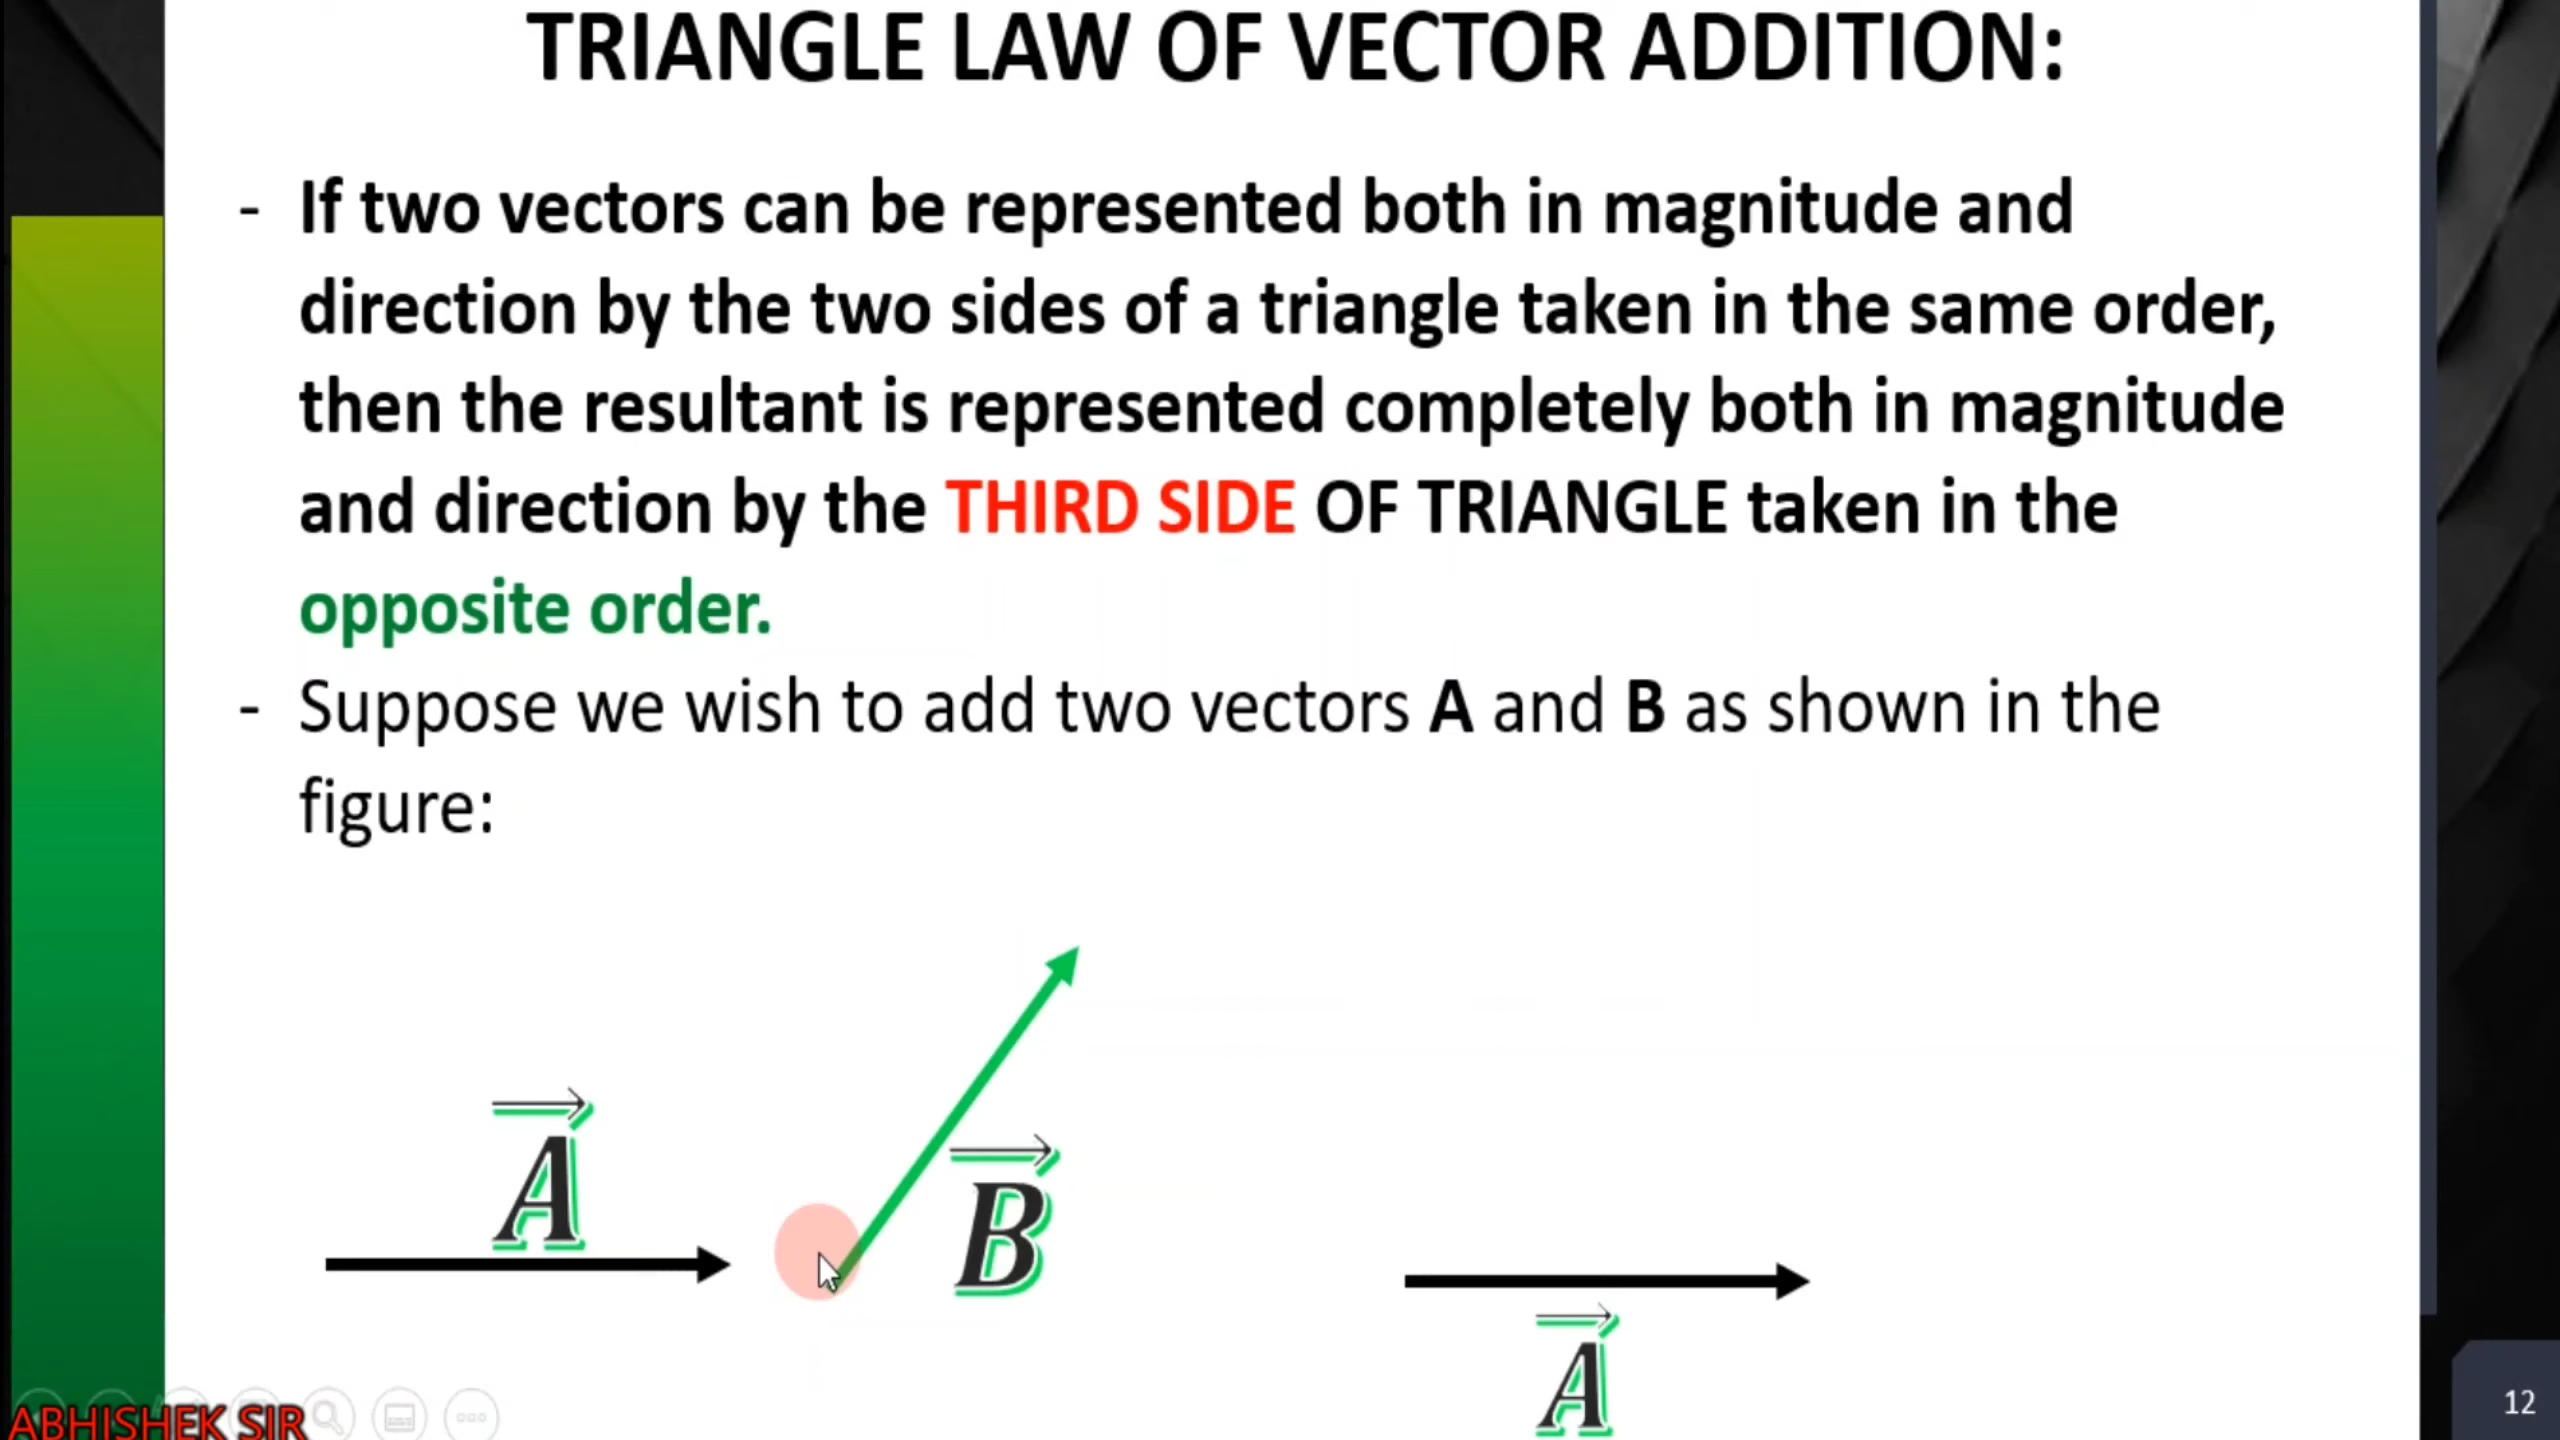 TRIANGLE LAW OF VECTOR ADDITION:
- If two vectors can be represented both in magnitude and
direction by the two sides of a triangle taken in the same order,
then the resultant is represented completely both in magnitude
and direction by the THIRD SIDE OF TRIANGLE taken in the
opposite order.
- Suppose we wish to add two vectors A and B as shown in the
figure:
A
B
A
ABHISHEK SIR
12